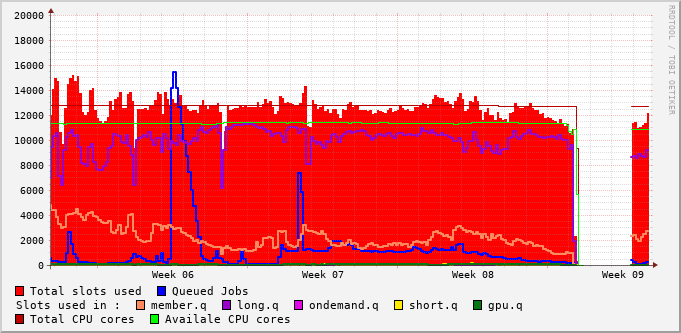 20000
18000
16000
14000
12000
10000
8000
6000
4000
2000
0
Week 06 Week 07 Week 08 Week 09
RRDTOOL / TOBI OETIKER
Total slots used Queued Jobs
Slots used in : member.q long.q ondemand.q short.q gpu.q
Total CPU cores Availale CPU cores